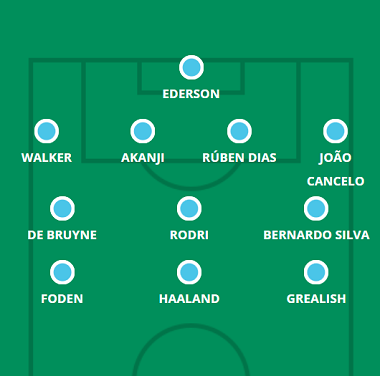 EDERSON
WALKER AKANJI RÚBEN DIAS JOÃO
CANCELO
DE BRUYNE RODRI BERNARDO SILVA
FODEN HAALAND GREALISH